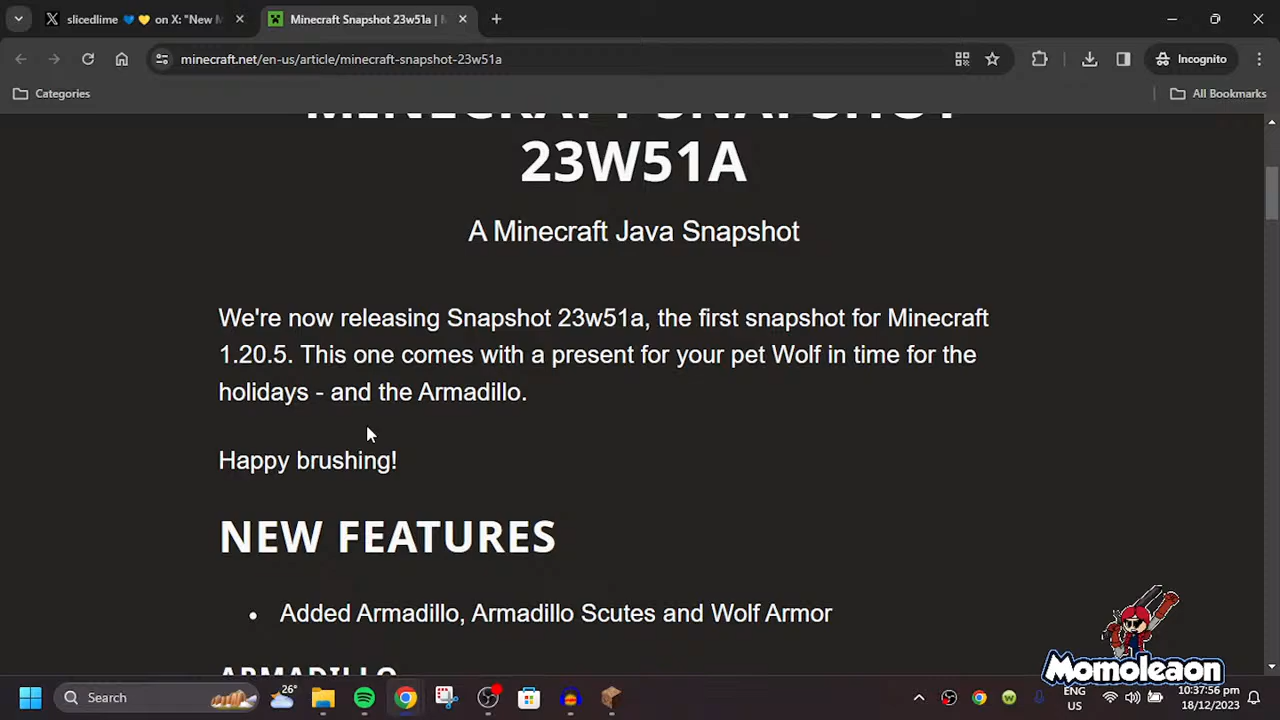 slicedlime 💙 💛 on X: "New M
Minecraft Snapshot 23w51a | M
minecraft.net/en-us/article/minecraft-snapshot-23w51a
Incognito
Categories
All Bookmarks
MINECRAFT SNAPSHOT
23W51A
A Minecraft Java Snapshot
We're now releasing Snapshot 23w51a, the first snapshot for Minecraft
1.20.5. This one comes with a present for your pet Wolf in time for the
holidays - and the Armadillo.
Happy brushing!
NEW FEATURES
• Added Armadillo, Armadillo Scutes and Wolf Armor
ARMADILLO
Momoleaon
Search
26°
ENG
US
10:37:56 pm
18/12/2023